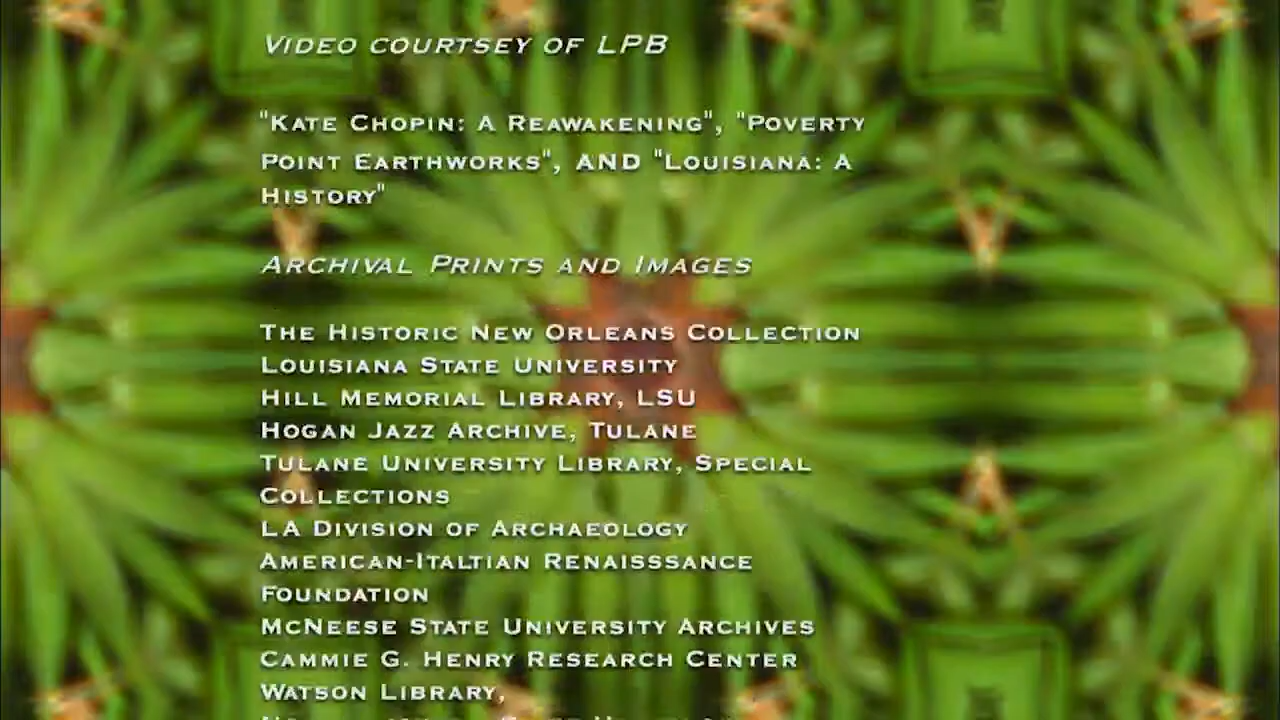 VIDEO COURTSEY OF LPB
"KATE CHOPIN: A REAWAKENING", "POVERTY
POINT EARTHWORKS", AND "LOUISIANA: A
HISTORY"
ARCHIVAL PRINTS AND IMAGES
THE HISTORIC NEW ORLEANS COLLECTION
LOUISIANA STATE UNIVERSITY
HILL MEMORIAL LIBRARY, LSU
HOGAN JAZZ ARCHIVE, TULANE
TULANE UNIVERSITY LIBRARY, SPECIAL
COLLECTIONS
LA DIVISION OF ARCHAEOLOGY
AMERICAN-ITALTIAN RENAISSSANCE
FOUNDATION
MCNEESE STATE UNIVERSITY ARCHIVES
CAMMIE G. HENRY RESEARCH CENTER
WATSON LIBRARY,